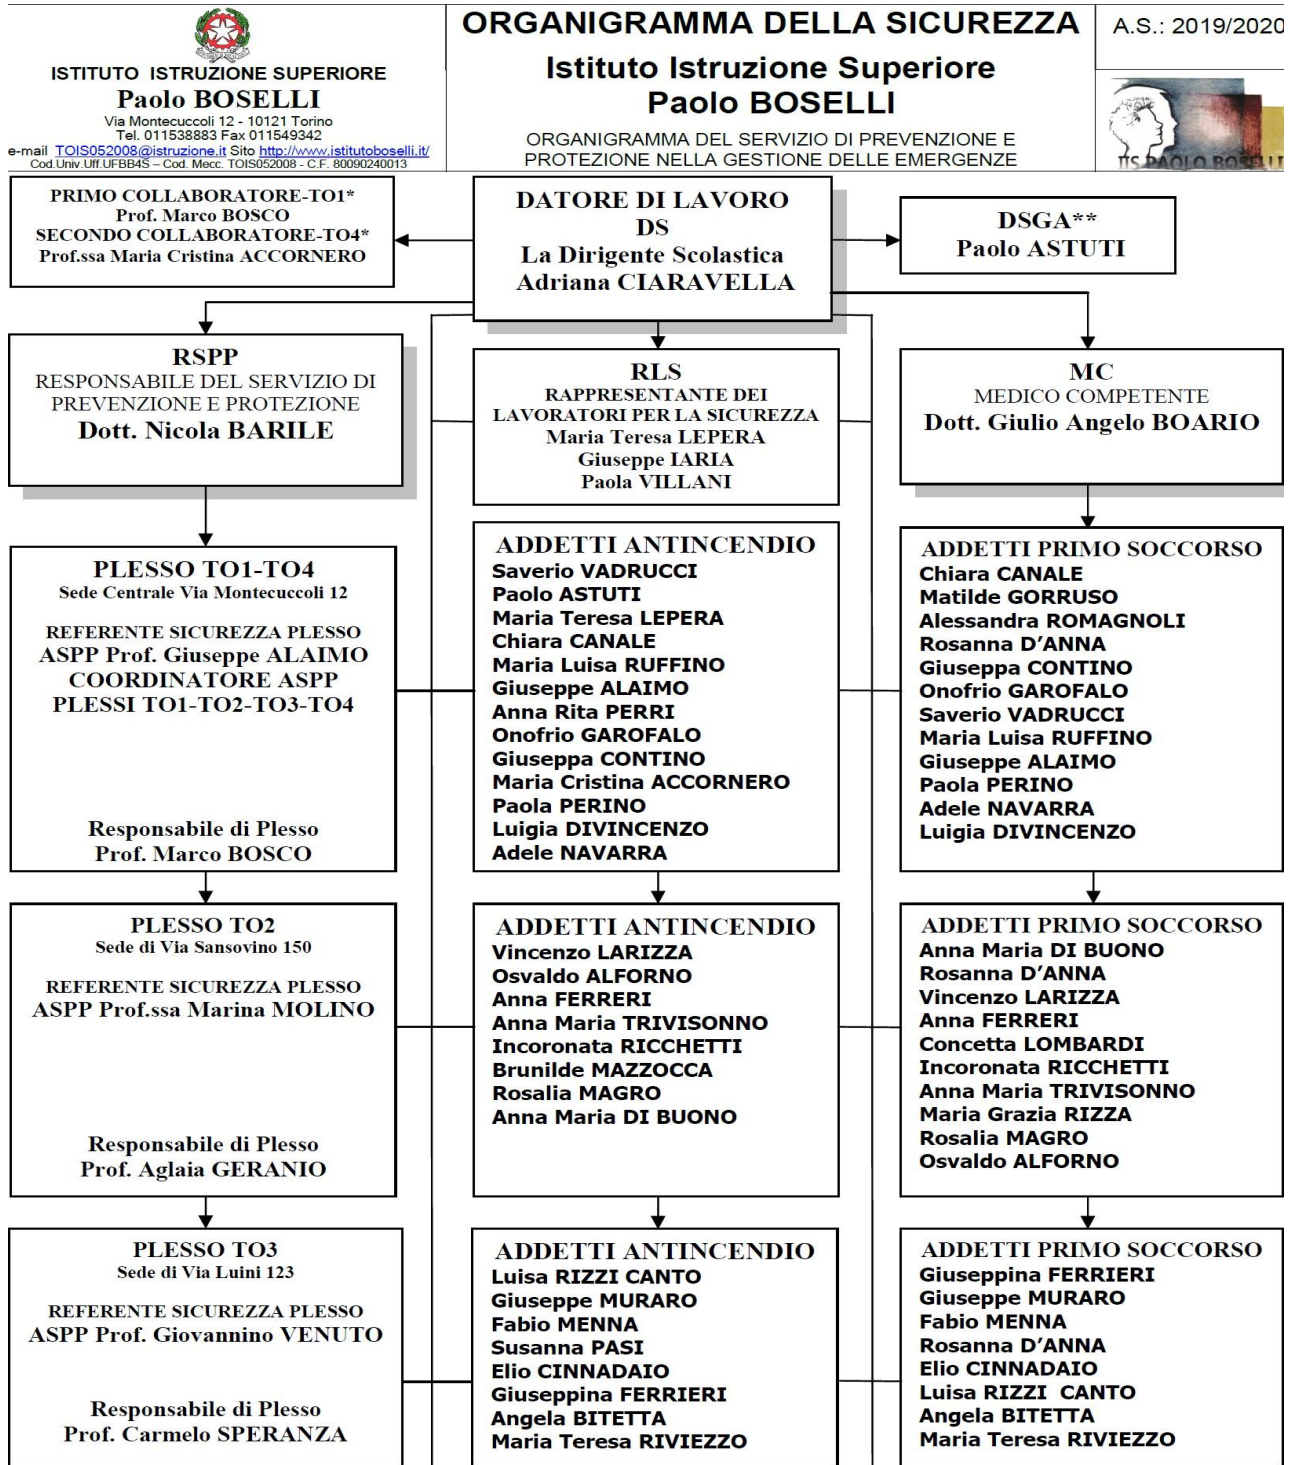 ISTITUTO ISTRUZIONE SUPERIORE
Paolo BOSELLI
Via Montecuccoli 12 - 10121 Torino
Tel. 011538883 Fax 011549342
e-mail TOIS052008@istruzione.it Sito http://www.istitutoboselli.it/
Cod.Univ.Uff.UFBB4S – Cod. Mecc. TOIS052008 - C.F. 80090240013
ORGANIGRAMMA DELLA SICUREZZA
Istituto Istruzione Superiore
Paolo BOSELLI
ORGANIGRAMMA DEL SERVIZIO DI PREVENZIONE E
PROTEZIONE NELLA GESTIONE DELLE EMERGENZE
A.S.: 2019/2020
IIS PAOLO BOSELLI
PRIMO COLLABORATORE-TO1*
Prof. Marco BOSCO
SECONDO COLLABORATORE-TO4*
Prof.ssa Maria Cristina ACCORNERO
DATORE DI LAVORO
DS
La Dirigente Scolastica
Adriana CIARAVELLA
DSGA**
Paolo ASTUTI
RSPP
RESPONSABILE DEL SERVIZIO DI
PREVENZIONE E PROTEZIONE
Dott. Nicola BARILE
RLS
RAPPRESENTANTE DEI
LAVORATORI PER LA SICUREZZA
Maria Teresa LEPERA
Giuseppe IARIA
Paola VILLANI
MC
MEDICO COMPETENTE
Dott. Giulio Angelo BOARIO
PLESSO TO1-TO4
Sede Centrale Via Montecuccoli 12
REFERENTE SICUREZZA PLESSO
ASPP Prof. Giuseppe ALAIMO
COORDINATORE ASPP
PLESSI TO1-TO2-TO3-TO4
Responsabile di Plesso
Prof. Marco BOSCO
ADDETTI ANTINCENDIO
Saverio VADRUCCI
Paolo ASTUTI
Maria Teresa LEPERA
Chiara CANALE
Maria Luisa RUFFINO
Giuseppe ALAIMO
Anna Rita PERRI
Onofrio GAROFALO
Giuseppa CONTINO
Maria Cristina ACCORNERO
Paola PERINO
Luigia DIVINCENZO
Adele NAVARRA
ADDETTI PRIMO SOCCORSO
Chiara CANALE
Matilde GORRUSO
Alessandra ROMAGNOLI
Rosanna D’ANNA
Giuseppa CONTINO
Onofrio GAROFALO
Saverio VADRUCCI
Maria Luisa RUFFINO
Giuseppe ALAIMO
Paola PERINO
Adele NAVARRA
Luigia DIVINCENZO
PLESSO TO2
Sede di Via Sansovino 150
REFERENTE SICUREZZA PLESSO
ASPP Prof.ssa Marina MOLINO
Responsabile di Plesso
Prof. Aglaia GERANIO
ADDETTI ANTINCENDIO
Vincenzo LARIZZA
Osvaldo ALFORNO
Anna FERRERI
Anna Maria TRIVISONNO
Incoronata RICCHETTI
Brunilde MAZZOCCA
Rosalia MAGRO
Anna Maria DI BUONO
ADDETTI PRIMO SOCCORSO
Anna Maria DI BUONO
Rosanna D’ANNA
Vincenzo LARIZZA
Anna FERRERI
Concetta LOMBARDI
Incoronata RICCHETTI
Anna Maria TRIVISONNO
Maria Grazia RIZZA
Rosalia MAGRO
Osvaldo ALFORNO
PLESSO TO3
Sede di Via Luini 123
REFERENTE SICUREZZA PLESSO
ASPP Prof. Giovannino VENUTO
Responsabile di Plesso
Prof. Carmelo SPERANZA
ADDETTI ANTINCENDIO
Luisa RIZZI CANTO
Giuseppe MURARO
Fabio MENNA
Susanna PASI
Elio CINNADAIO
Giuseppina FERRIERI
Angela BITETTA
Maria Teresa RIVIEZZO
ADDETTI PRIMO SOCCORSO
Giuseppina FERRIERI
Giuseppe MURARO
Fabio MENNA
Rosanna D’ANNA
Elio CINNADAIO
Luisa RIZZI CANTO
Angela BITETTA
Maria Teresa RIVIEZZO